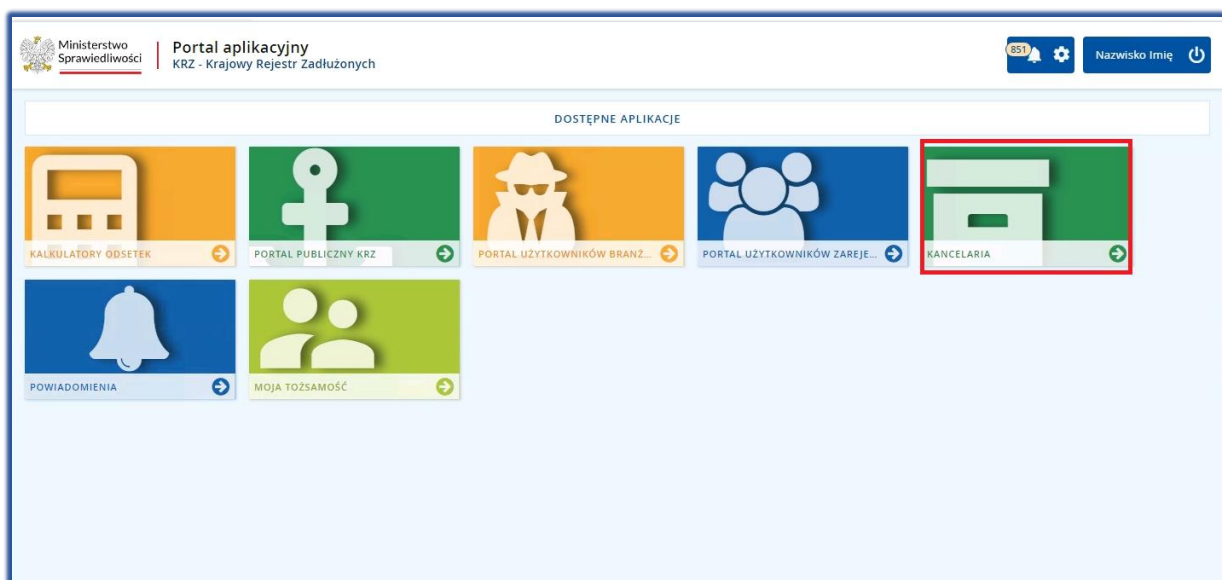 Ministerstwo
Sprawiedliwości
Portal aplikacyjny
KRZ - Krajowy Rejestr Zadłużonych
851
Nazwisko Imię
DOSTĘPNE APLIKACJE
KALKULATORY ODSETEK
PORTAL PUBLICZNY KRZ
PORTAL UŻYTKOWNIKÓW BRANŻ...
PORTAL UŻYTKOWNIKÓW ZAREJE...
KANCELARIA
POWIADOMIENIA
MOJA TOŻSAMOŚĆ